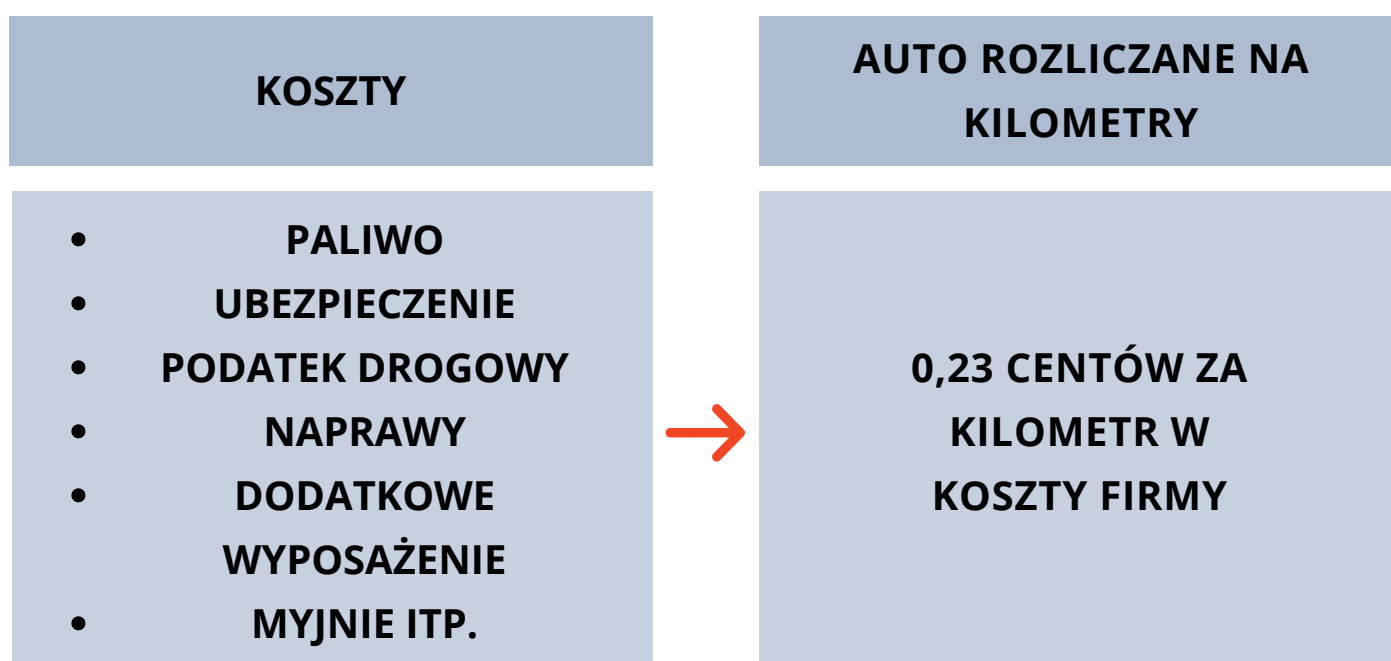 KOSZTY
AUTO ROZLICZANE NA
KILOMETRY
• PALIWO
• UBEZPIECZENIE
• PODATEK DROGOWY
• NAPRAWY
• DODATKOWE
WYPOSAŻENIE
• MYJNIE ITP.
0,23 CENTÓW ZA
KILOMETR W
KOSZTY FIRMY